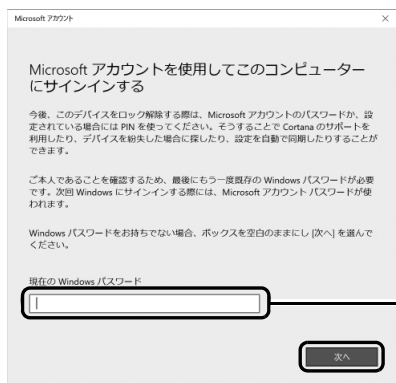 Microsoft アカウント
Microsoft アカウントを使用してこのコンピューター
にサインインする
今後、このデバイスをロック解除する際は、Microsoft アカウントのパスワードか、設
定されている場合には PIN を使ってください。そうすることで Cortana のサポートを
利用したり、デバイスを紛失した場合に探したり、設定を自動で同期したりすることが
できます。
ご本人であることを確認するため、最後にもう一度既存の Windows パスワードが必要
です。次回 Windows にサインインする際には、Microsoft アカウント パスワードが使
われます。
Windows パスワードをお持ちでない場合、ボックスを空白のままにし [次へ] を選んで
ください。
現在の Windows パスワード
次へ